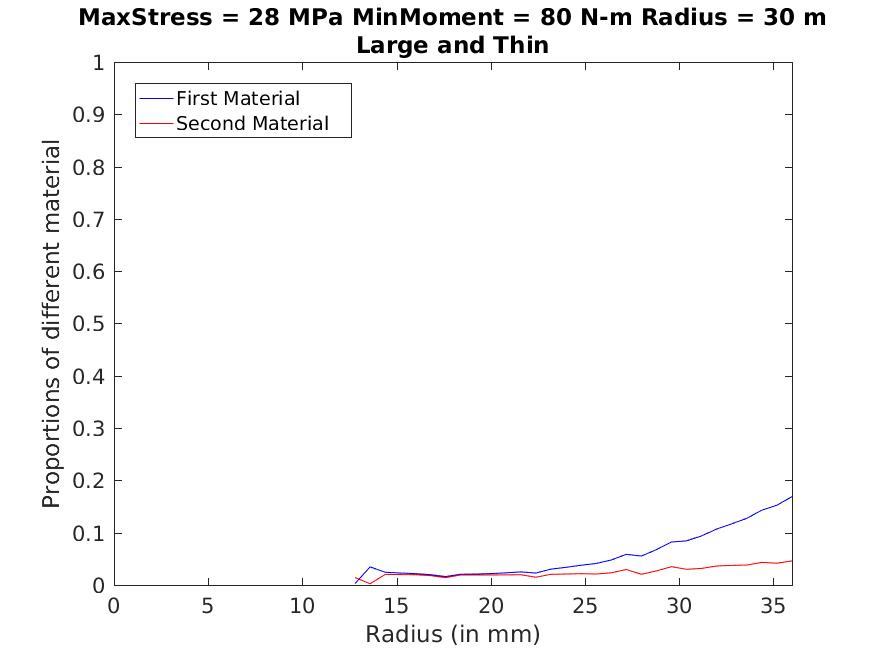 MaxStress = 28 MPa MinMoment = 80 N-m Radius = 30 m
Large and Thin
1
First Material
Second Material
0.9
0.8
0.7
0.6
0.5
0.4
0.3
0.2
0.1
0
Proportions of different material
0 5 10 15 20 25 30 35
Radius (in mm)